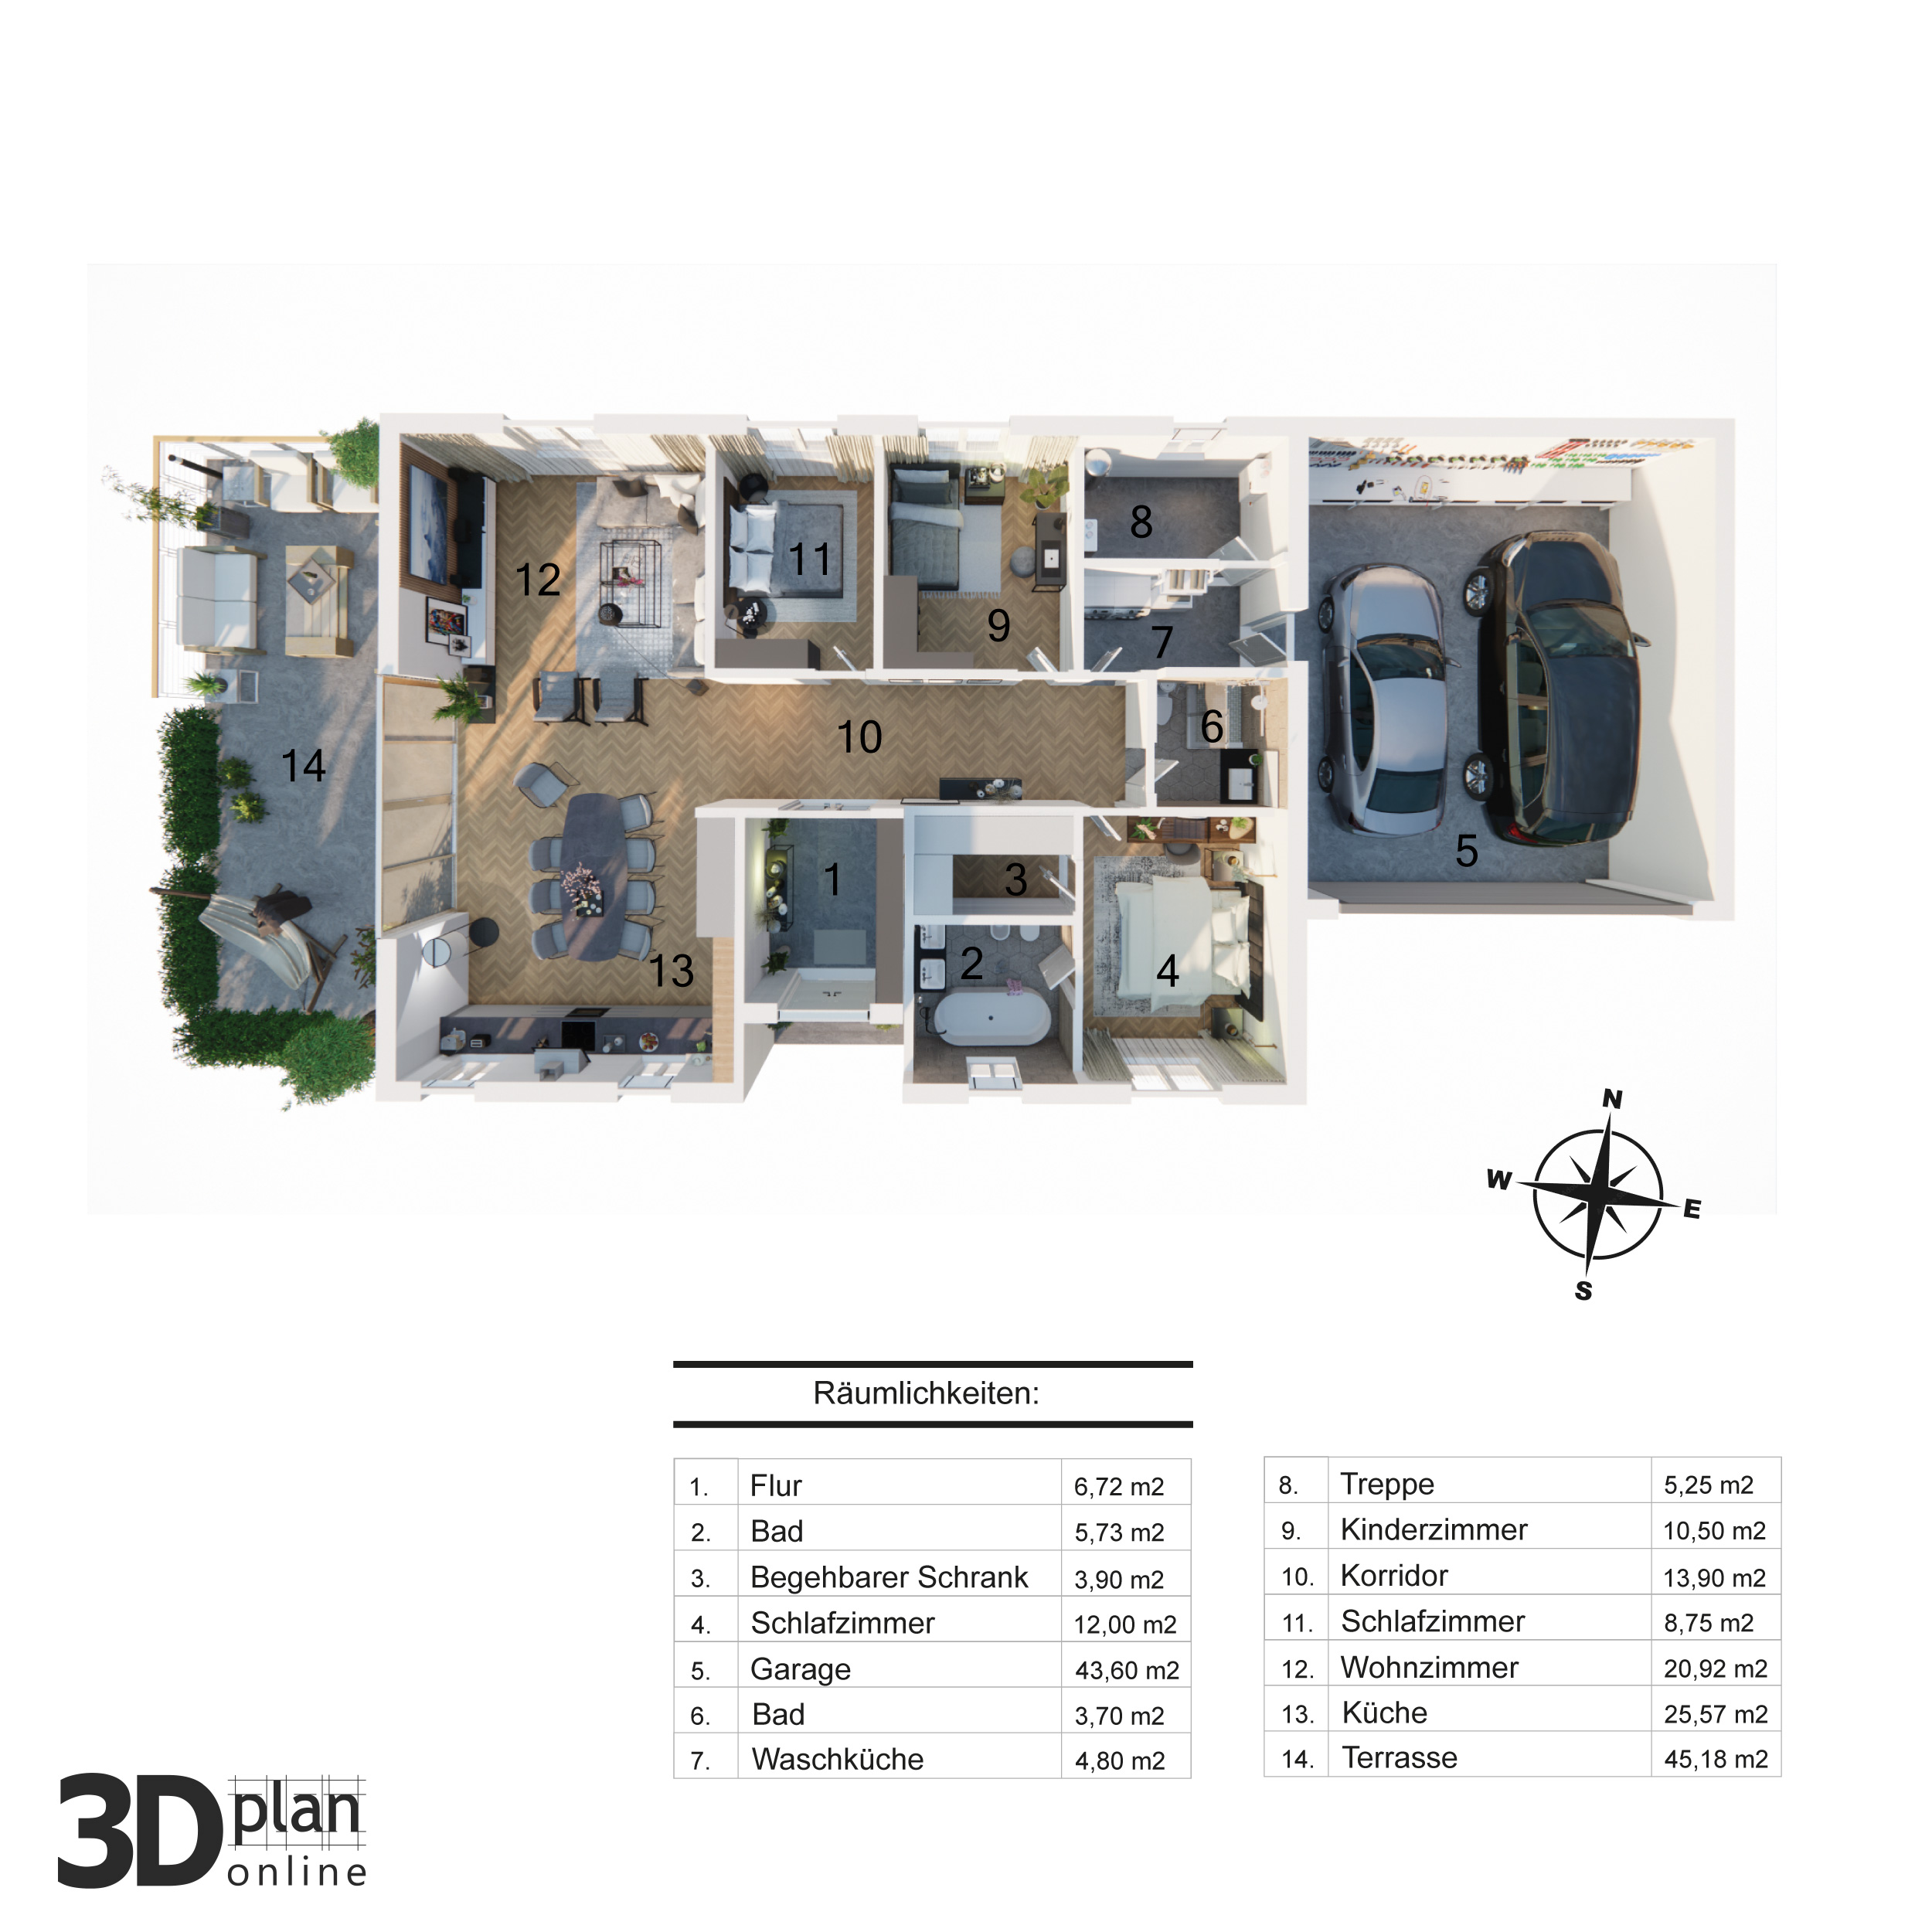 12
11
9
8
7
10
6
14
1
3
5
13
2
4
N
W
E
S
Räumlichkeiten:
1. Flur 6,72 m2
2. Bad 5,73 m2
3. Begehbarer Schrank 3,90 m2
4. Schlafzimmer 12,00 m2
5. Garage 43,60 m2
6. Bad 3,70 m2
7. Waschküche 4,80 m2
8. Treppe 5,25 m2
9. Kinderzimmer 10,50 m2
10. Korridor 13,90 m2
11. Schlafzimmer 8,75 m2
12. Wohnzimmer 20,92 m2
13. Küche 25,57 m2
14. Terrasse 45,18 m2
3D plan
online